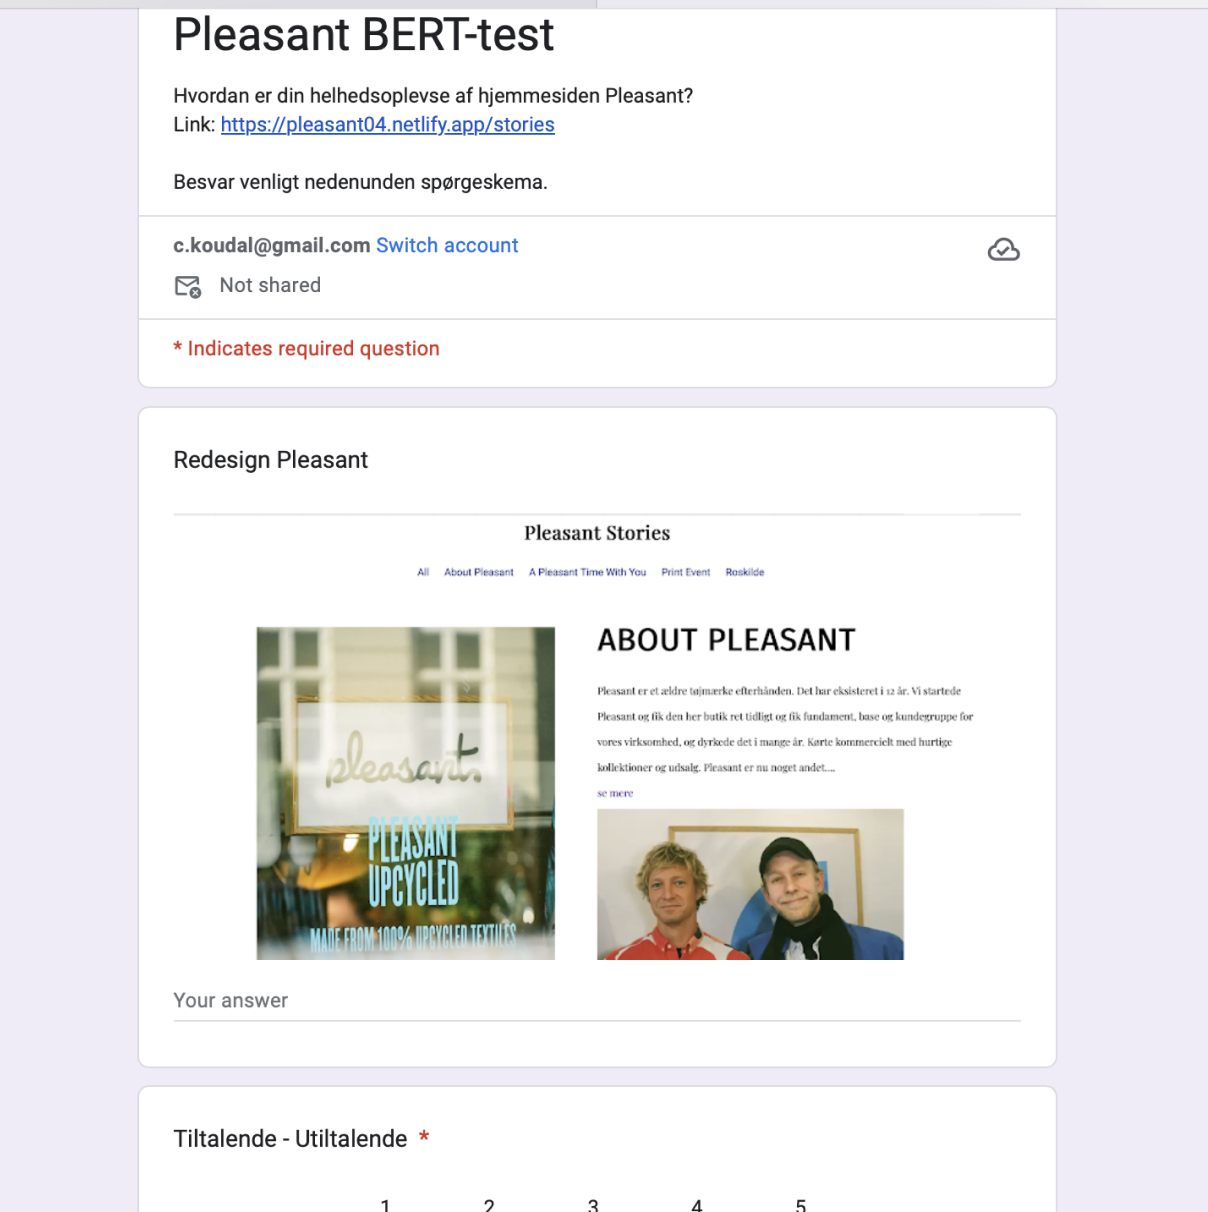 Pleasant BERT-test
Hvordan er din helhedsoplevse af hjemmesiden Pleasant?
Link: https://pleasant04.netlify.app/stories
Besvar venligt nedenunden spørgeskema.
c.koudal@gmail.com Switch account
Not shared
* Indicates required question
Redesign Pleasant
Pleasant Stories
All About Pleasant A Pleasant Time With You Print Event Roskilde
ABOUT PLEASANT
Pleasant er et ældre tøjmærke efterhånden. Det har eksisteret i 12 år. Vi startede
Pleasant og fik den her butik ret tidligt og fik fundament, base og kundegruppe for
vores virksomhed, og dyrkede det i mange år. Kørte kommercielt med hurtige
kollektioner og udsalg. Pleasant er nu noget andet....
se mere
pleasant.
PLEASANT
UPCYCLED
MADE FROM 100% UPCYCLED TEXTILES
Your answer
Tiltalende - Utiltalende *
1 2 3 4 5